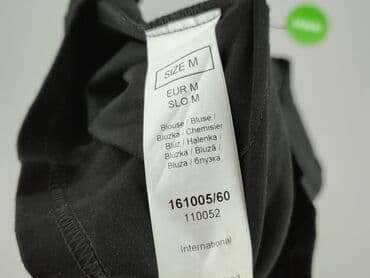 SIZE M
EUR M
SLO M
Blouse / Bluse /
Bluzka / Chemisier
/ Bluz / Halenka /
Bluzka / Bluză /
Bluza / блузка
161005/60
110052
International